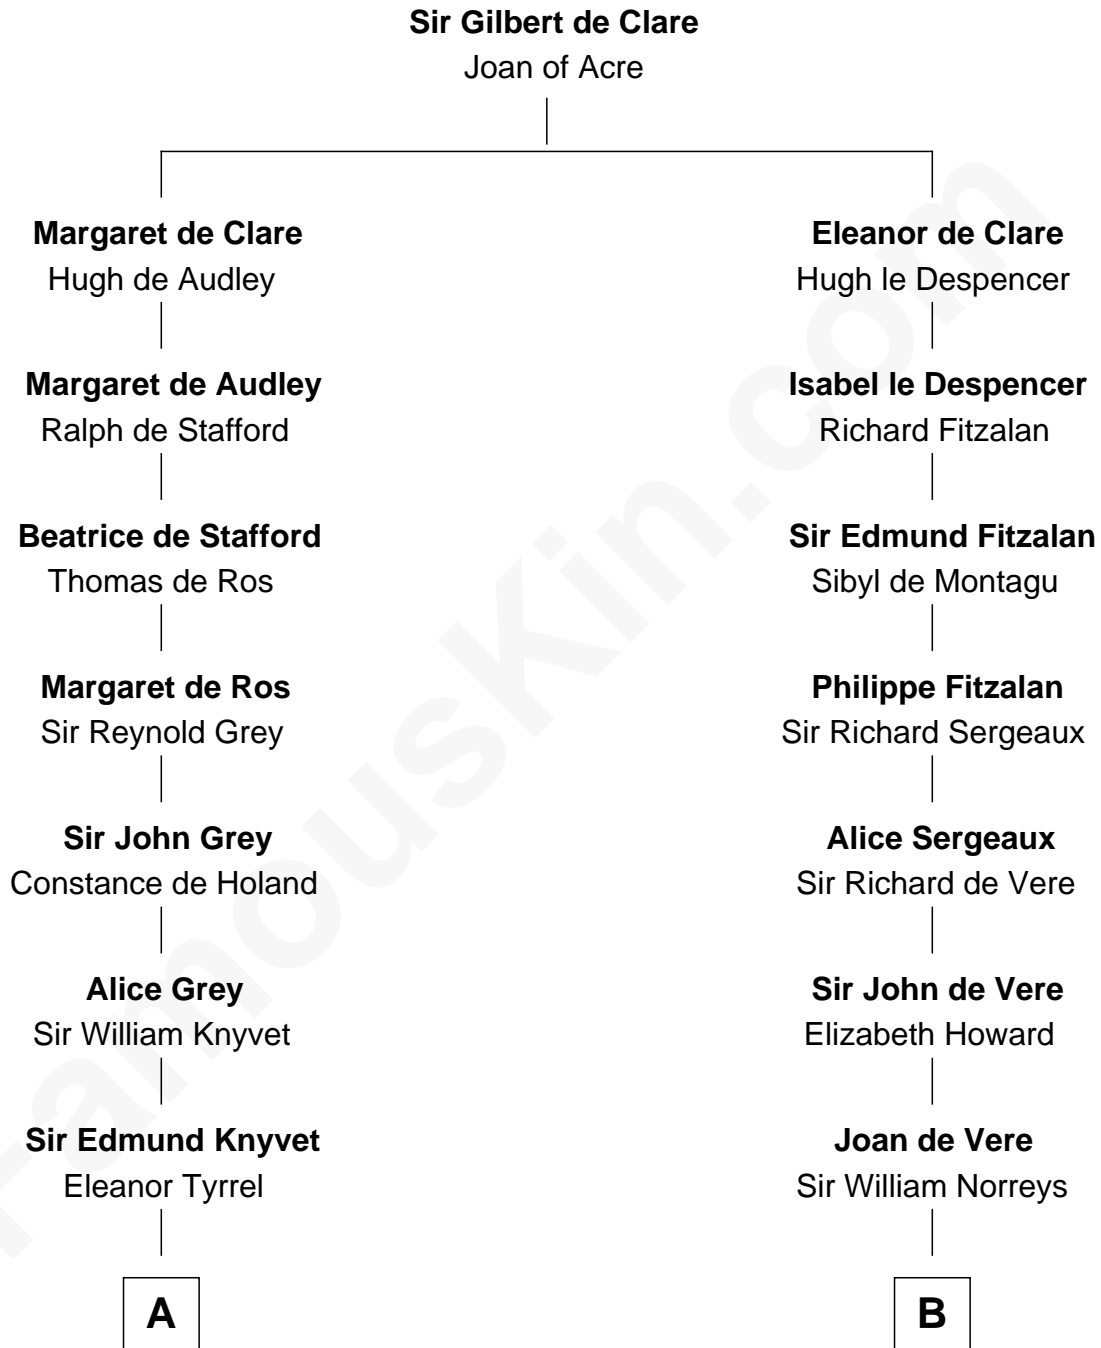 Sir Gilbert de Clare
Joan of Acre
Margaret de Clare
Hugh de Audley
Eleanor de Clare
Hugh le Despencer
Margaret de Audley
Ralph de Stafford
Isabel le Despencer
Richard Fitzalan
Beatrice de Stafford
Thomas de Ros
Sir Edmund Fitzalan
Sibyl de Montagu
Margaret de Ros
Sir Reynold Grey
Philippe Fitzalan
Sir Richard Sergeaux
Sir John Grey
Constance de Holand
Alice Sergeaux
Sir Richard de Vere
Alice Grey
Sir William Knyvet
Sir John de Vere
Elizabeth Howard
Sir Edmund Knyvet
Eleanor Tyrrel
Joan de Vere
Sir William Norreys
A
B
FamousKin.com